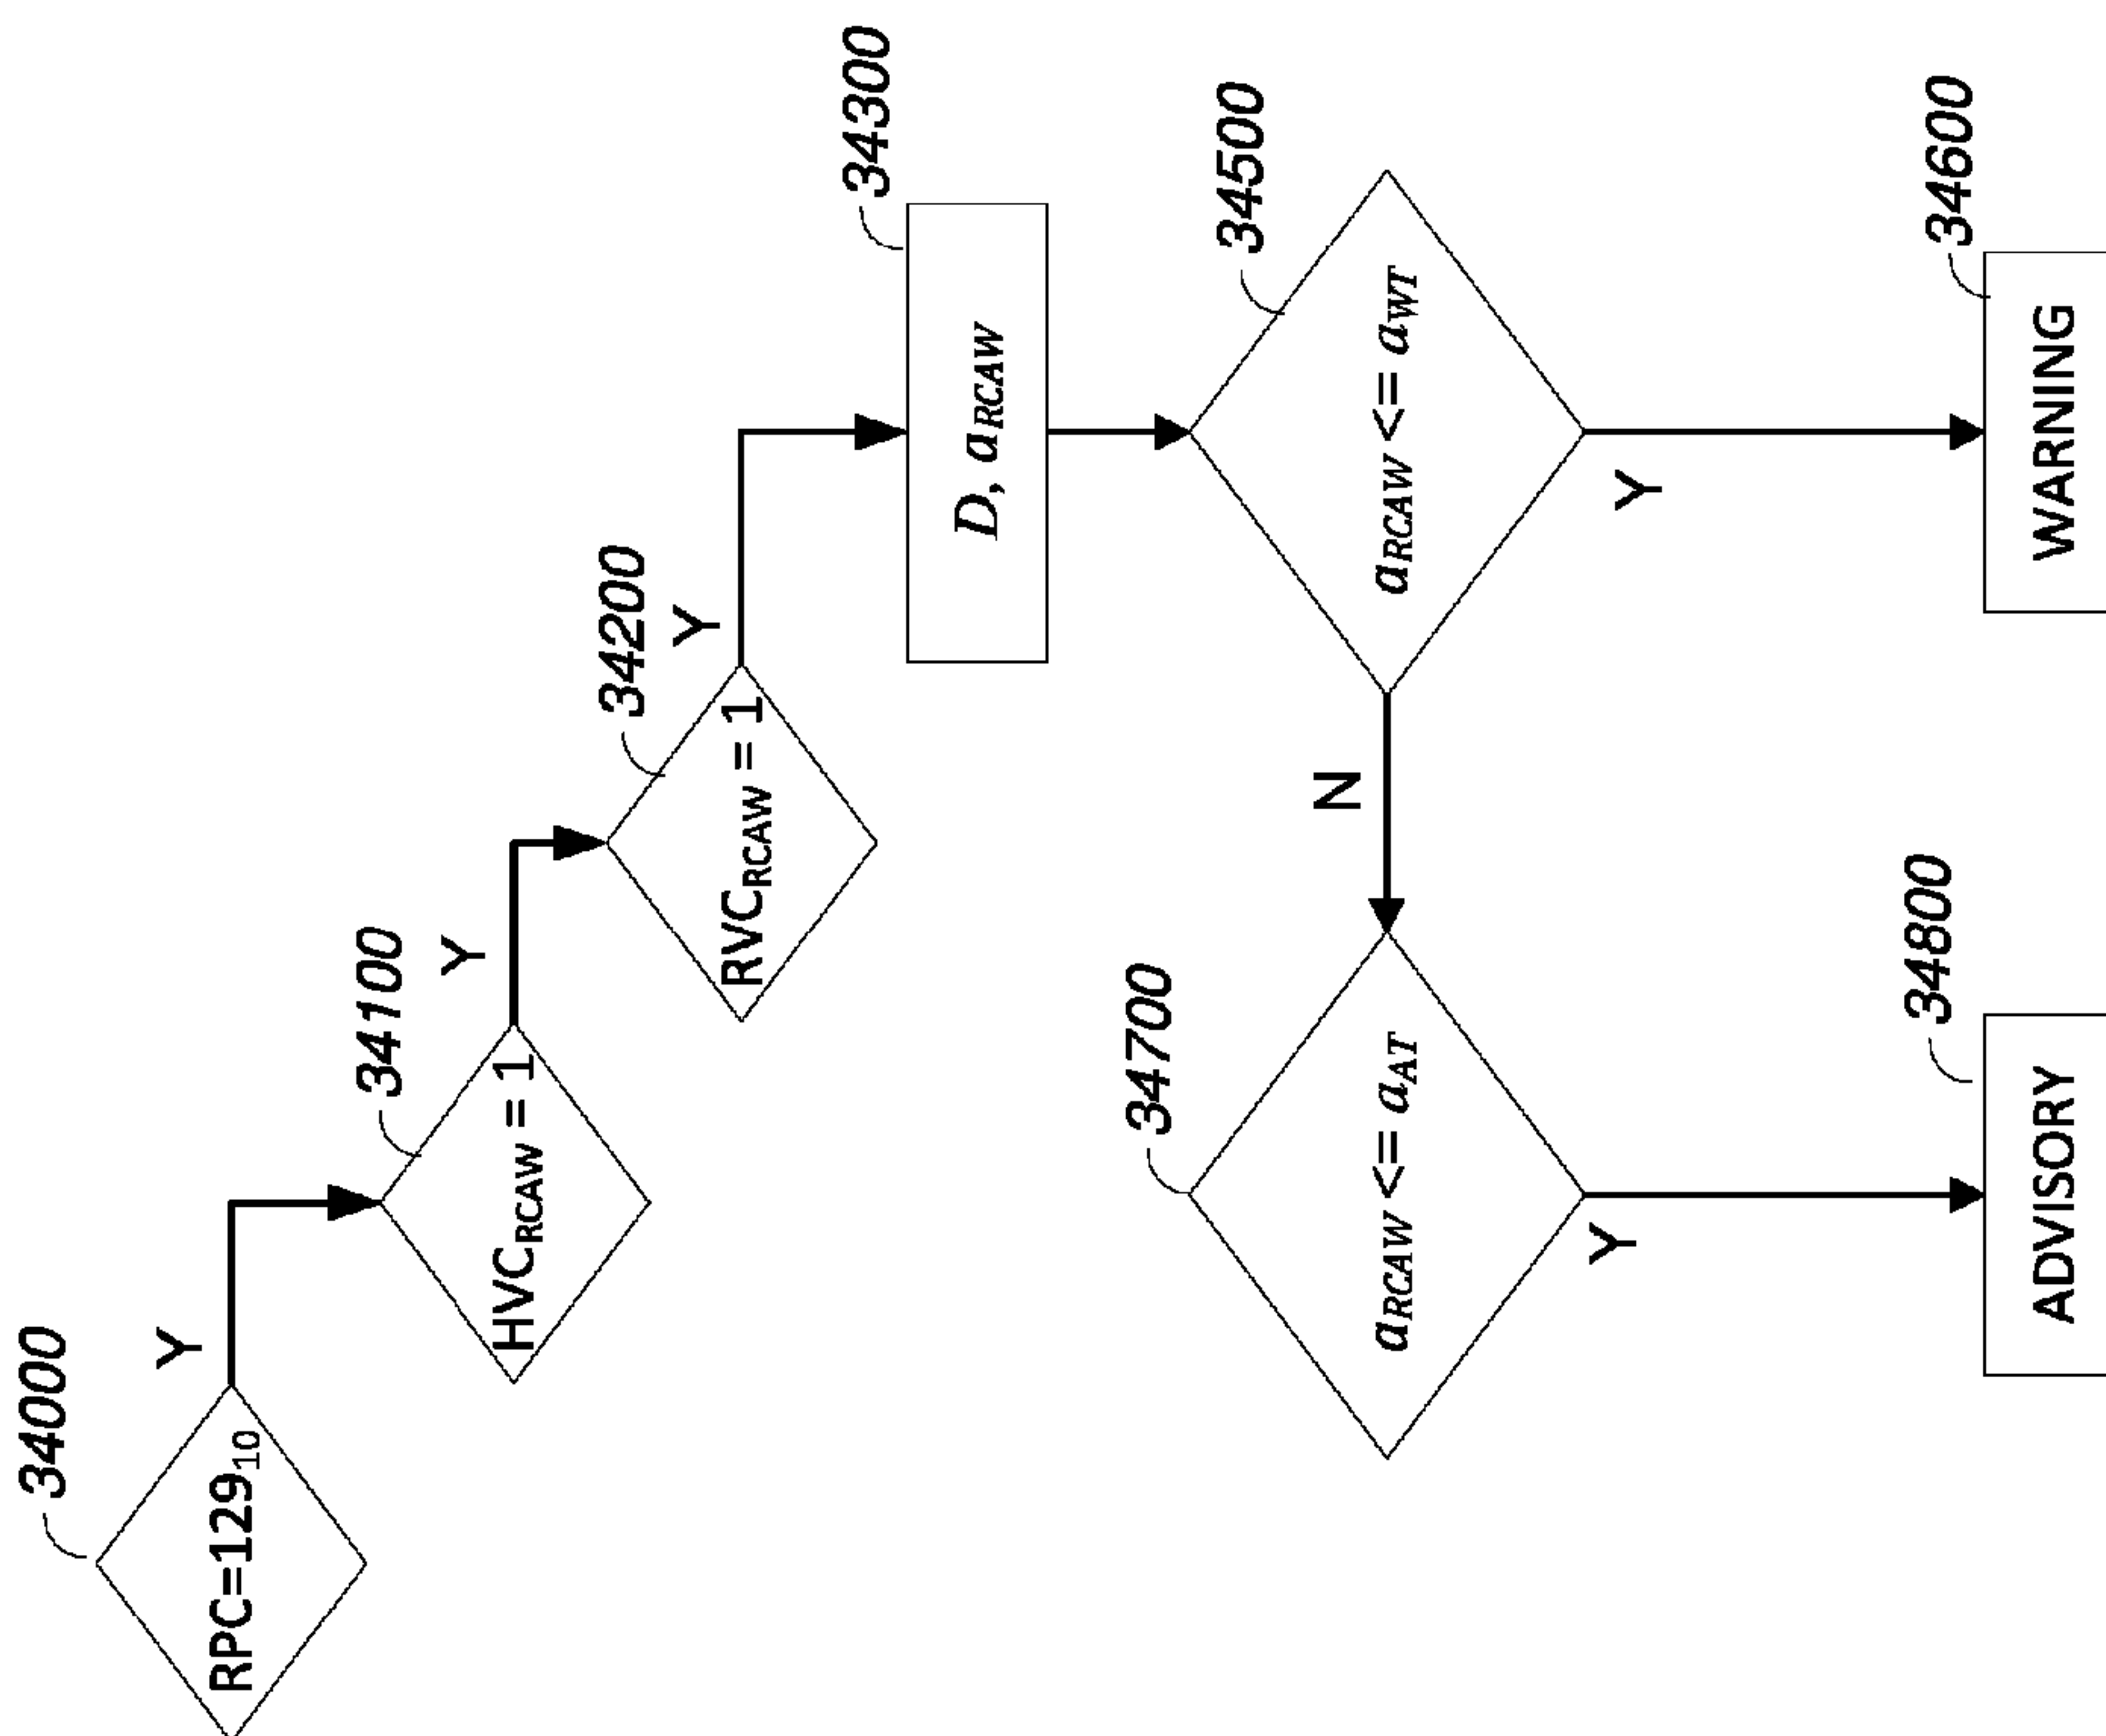 34000
RPC=129₁₀
Y
34100
HVC_RCAW = 1
Y
34200
RVC_RCAW = 1
Y
34300
D, a_RCAW
34500
a_RCAW <= a_WT
N
Y
34600
WARNING
34700
a_RCAW <= a_AT
Y
34800
ADVISORY